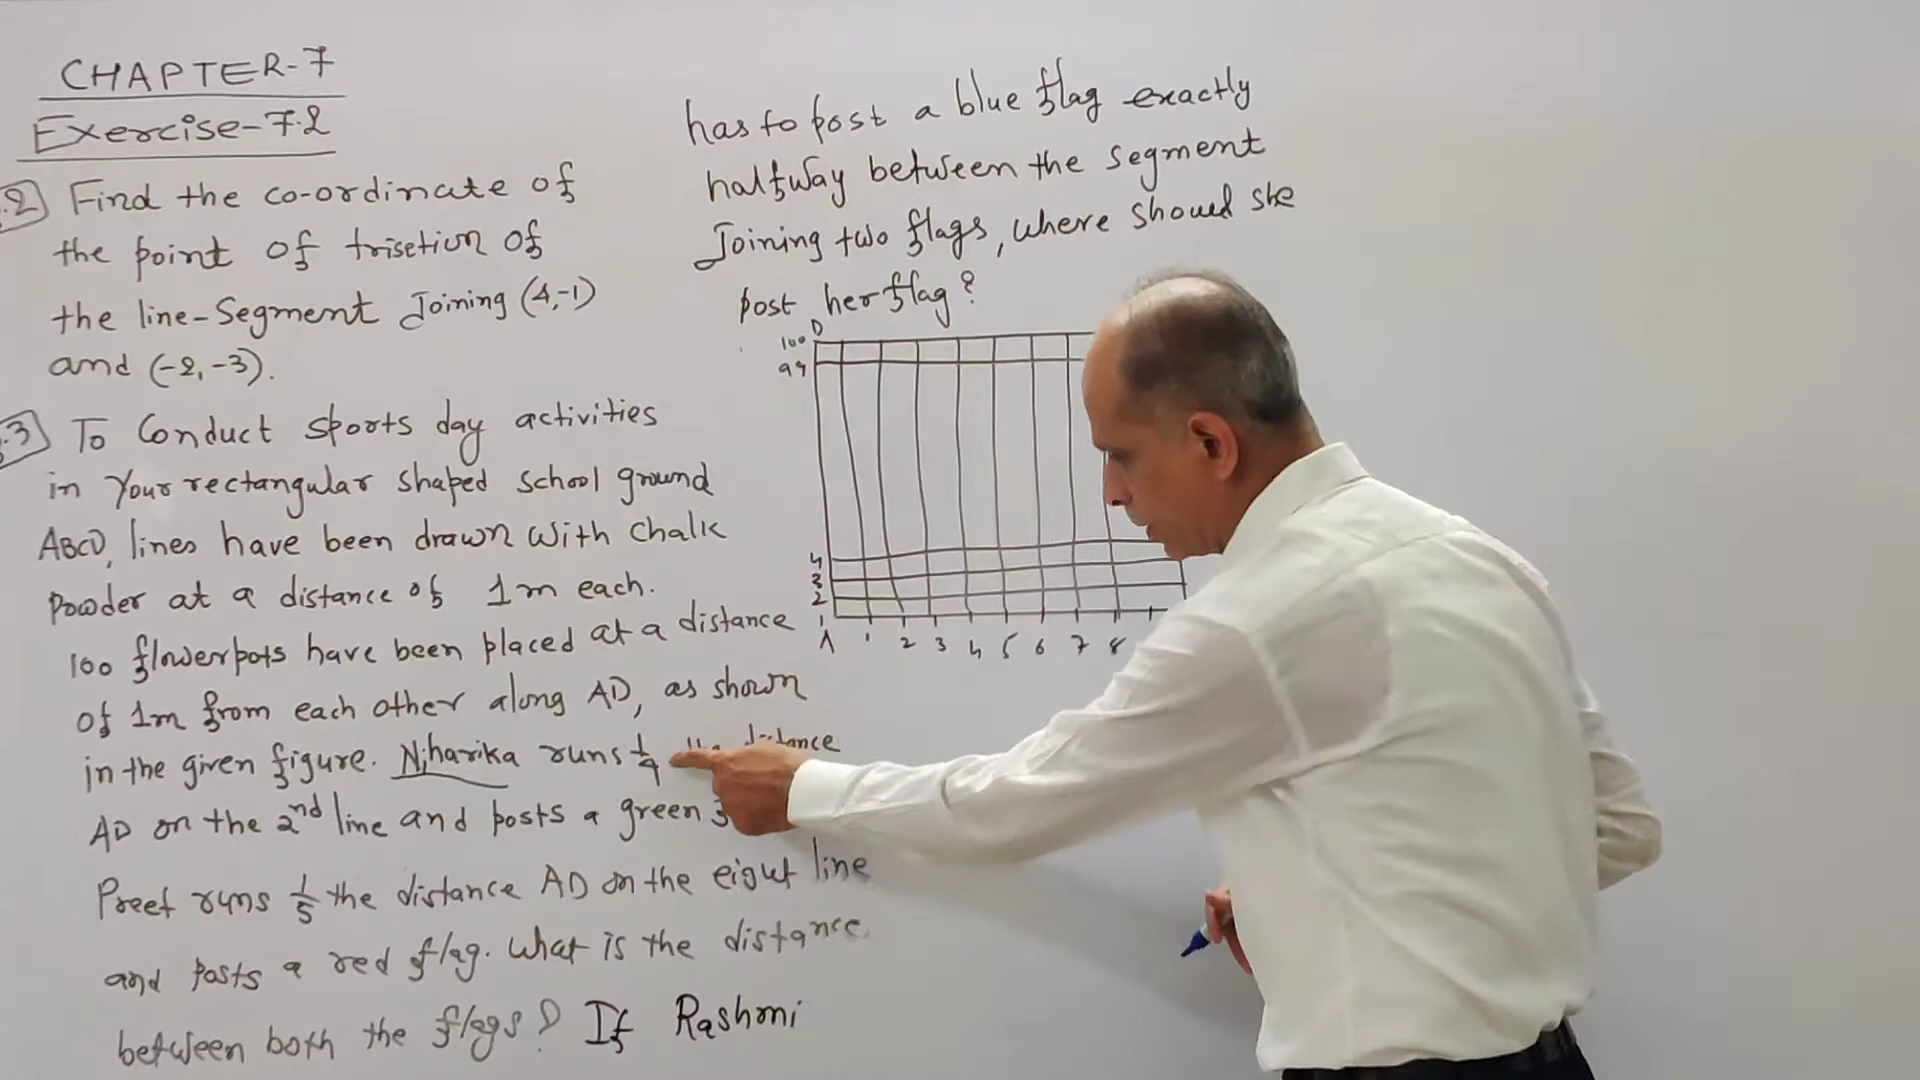 CHAPTER-7
Exercise-7.2
.2) Find the co-ordinate of
the point of trisetion of
the line-Segment Joining (4,-1)
and (-2,-3).
.3) To Conduct sports day activities
in Your rectangular shaped school ground
ABCD, lines have been drawn with chalk
Powder at a distance of 1m each.
100 flowerpots have been placed at a distance
of 1m from each other along AD, as shown
in the given figure. Niharika runs 1/4 distance
AD on the 2nd line and posts a green
Preet runs 1/5 the distance AD on the eight line
and posts a red flag. What is the distance
between both the flags? If Rashmi
has to post a blue flag exactly
halfway between the segment
Joining two flags, where should she
post her flag?
D
100
99
4
3
2
1
A 1 2 3 4 5 6 7 8